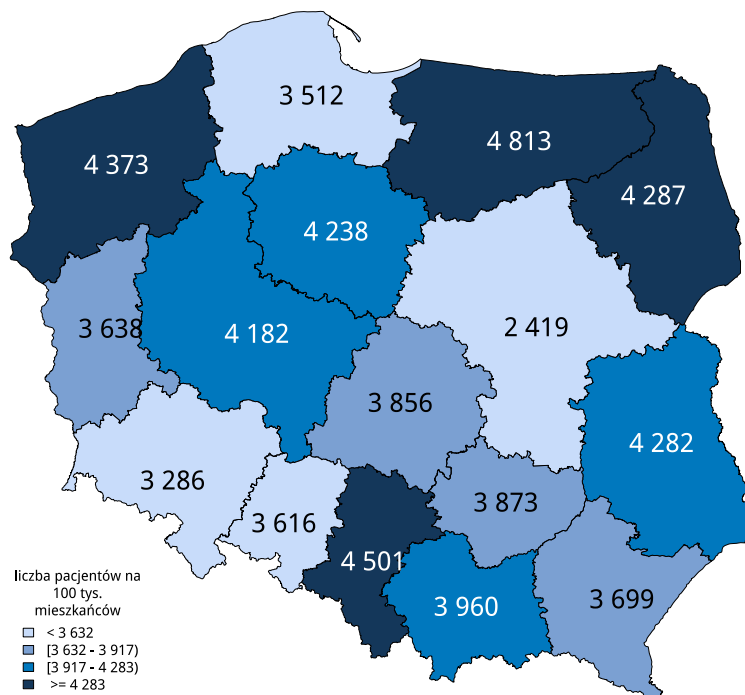 3 512
4 813
4 373
4 287
4 238
2 419
3 638
4 182
3 856
4 282
3 286
3 873
3 616
4 501
3 960
3 699
liczba pacjentów na
100 tys.
mieszkańców
< 3 632
[3 632 - 3 917)
[3 917 - 4 283)
>= 4 283